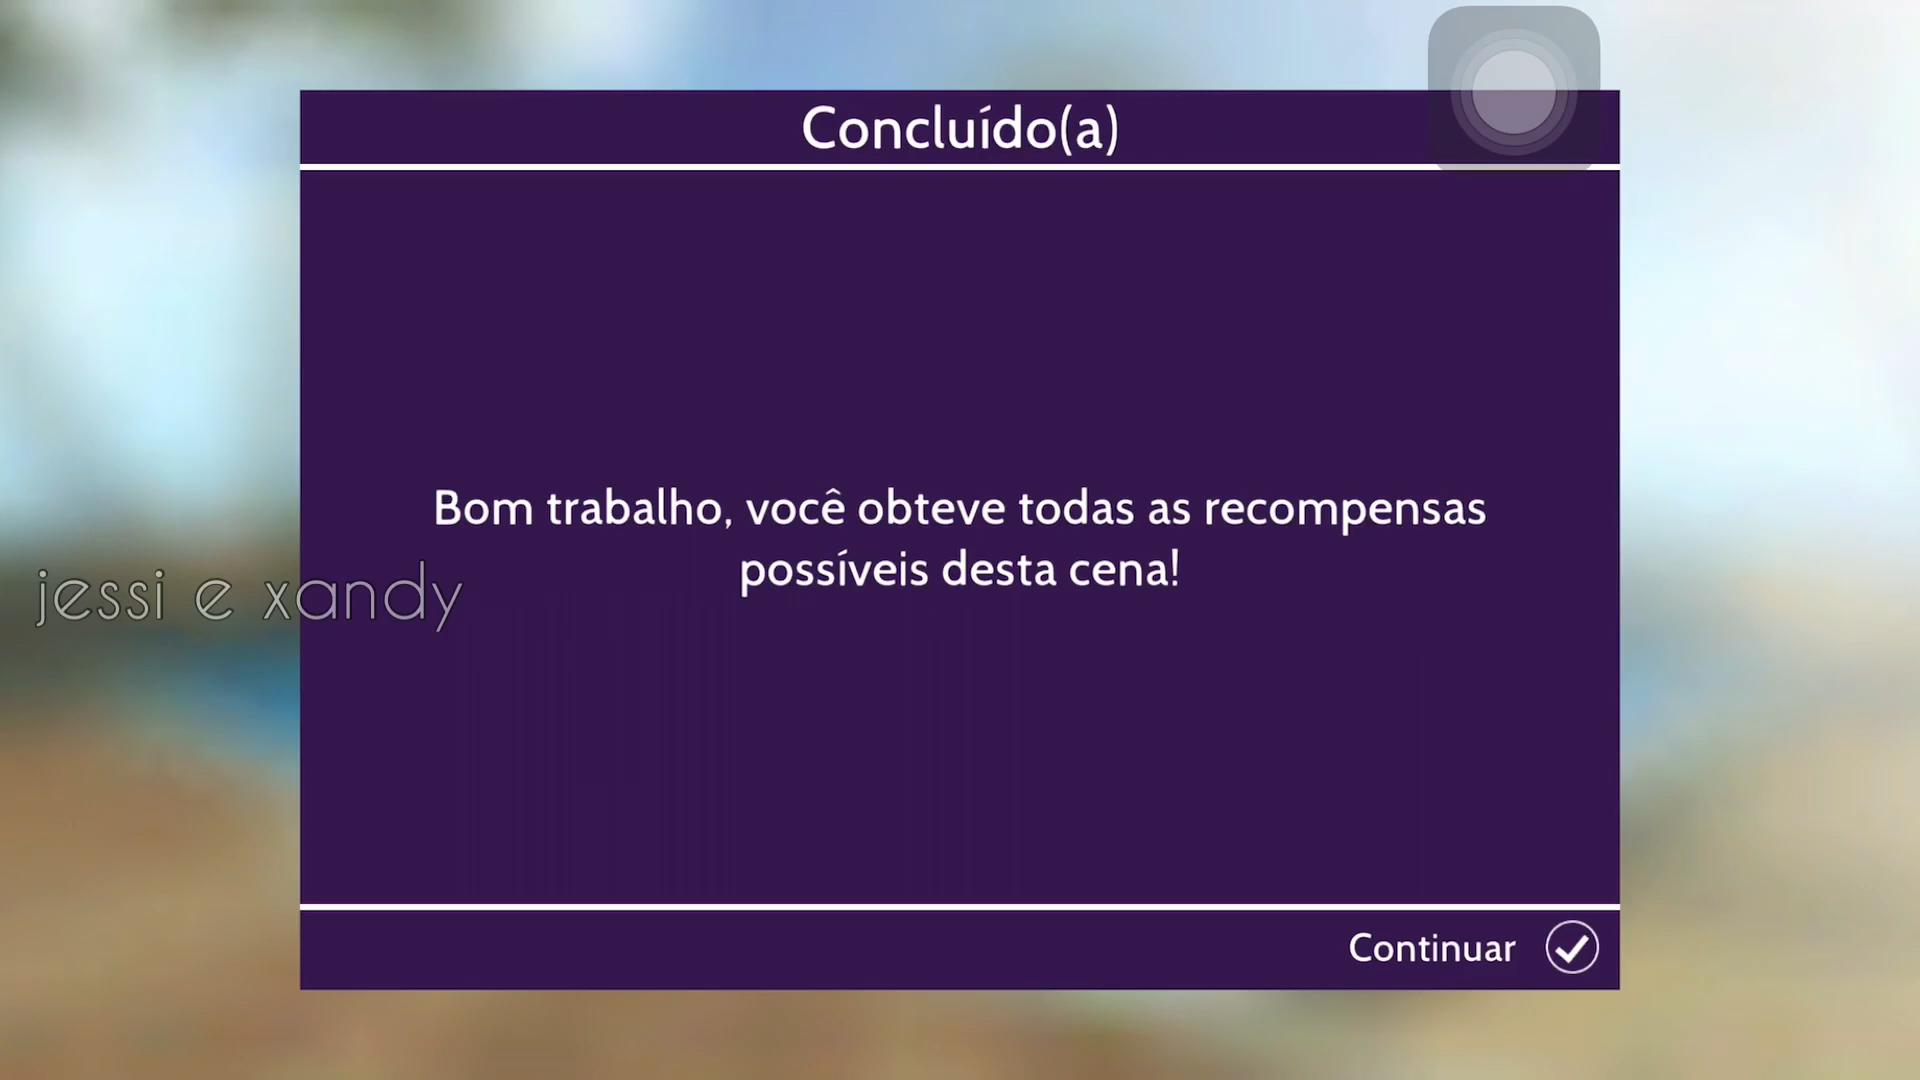 Concluído(a)
Bom trabalho, você obteve todas as recompensas
possíveis desta cena!
jessi e xandy
Continuar